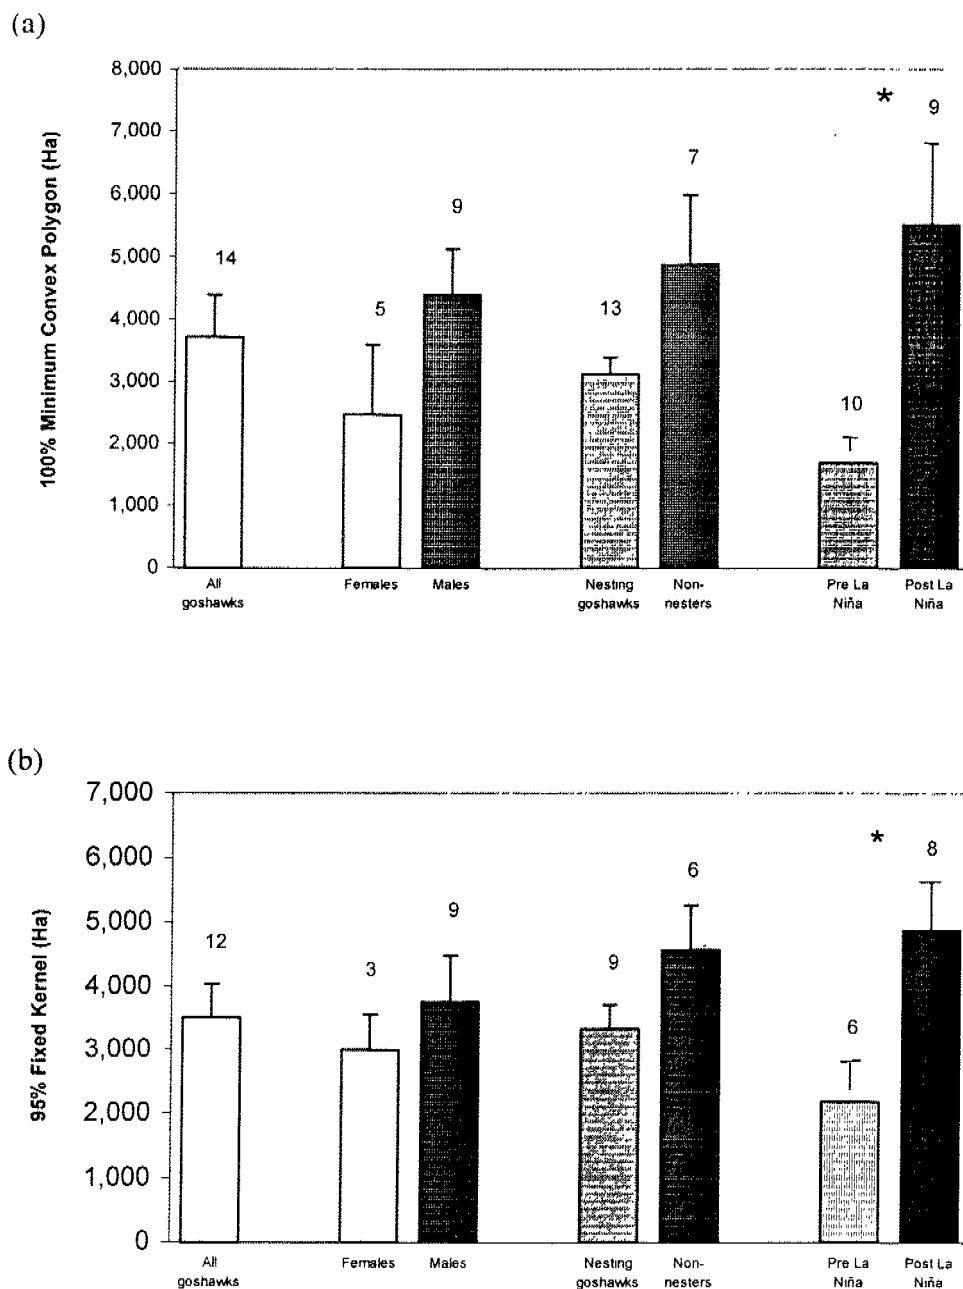 (a)
100% Minimum Convex Polygon (Ha)
8,000
7,000
6,000
5,000
4,000
3,000
2,000
1,000
0
14
5
9
13
7
10
*
9
All
goshawks
Females
Males
Nesting
goshawks
Non-
nesters
Pre La
Niña
Post La
Niña
(b)
95% Fixed Kernel (Ha)
7,000
6,000
5,000
4,000
3,000
2,000
1,000
0
12
3
9
9
6
6
*
8
All
goshawks
Females
Males
Nesting
goshawks
Non-
nesters
Pre La
Niña
Post La
Niña